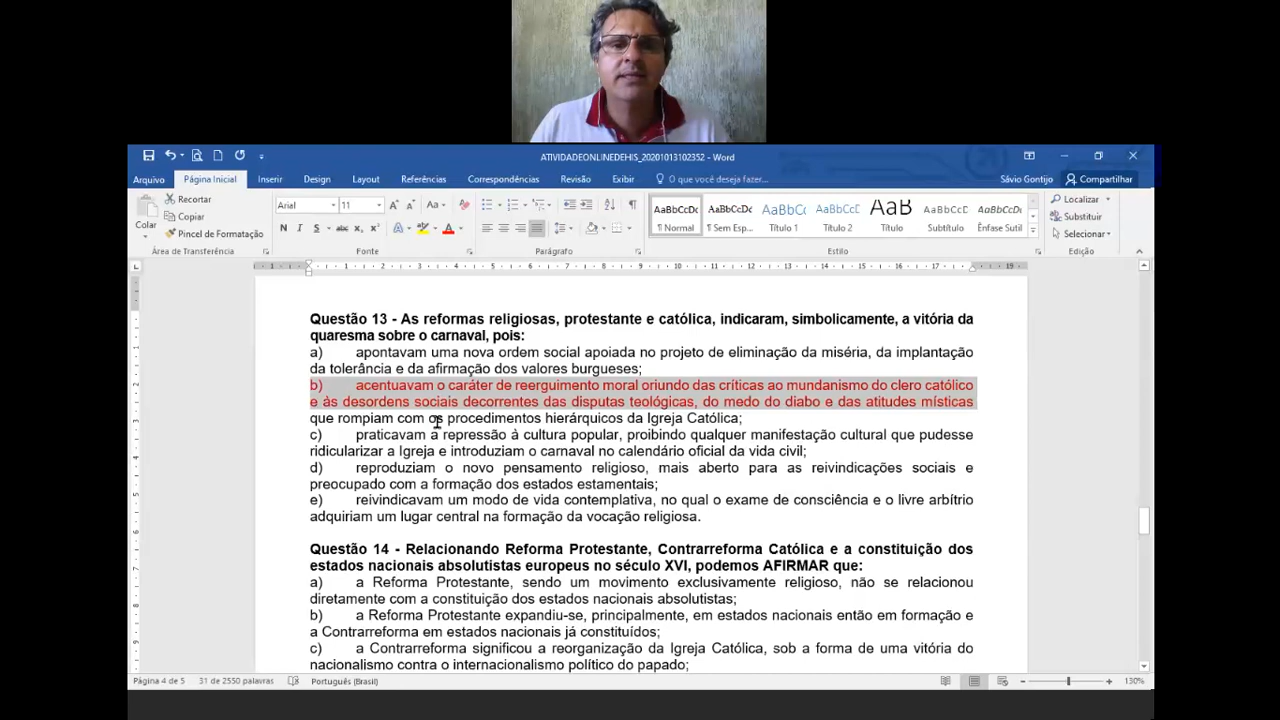 ATIVIDADEONLINEDEHIS_20201013102352 - Word
Arquivo Página Inicial Inserir Design Layout Referências Correspondências Revisão Exibir O que você deseja fazer... Sávio Gontijo Compartilhar
Colar
Recortar
Copiar
Pincel de Formatação
Área de Transferência
Arial 11
N I S abc x₂ x²
Fonte
Parágrafo
AaBbCcDc AaBbCcDc AaBbCc AaBbCcD AaB AaBbCcD AaBbCcDc
¶ Normal ¶ Sem Esp... Título 1 Título 2 Título Subtítulo Ênfase Sutil
Estilo
Localizar
Substituir
Selecionar
Edição
Questão 13 - As reformas religiosas, protestante e católica, indicaram, simbolicamente, a vitória da
quaresma sobre o carnaval, pois:
a) apontavam uma nova ordem social apoiada no projeto de eliminação da miséria, da implantação
da tolerância e da afirmação dos valores burgueses;
b) acentuavam o caráter de reerguimento moral oriundo das críticas ao mundanismo do clero católico
e às desordens sociais decorrentes das disputas teológicas, do medo do diabo e das atitudes místicas
que rompiam com os procedimentos hierárquicos da Igreja Católica;
c) praticavam a repressão à cultura popular, proibindo qualquer manifestação cultural que pudesse
ridicularizar a Igreja e introduziam o carnaval no calendário oficial da vida civil;
d) reproduziam o novo pensamento religioso, mais aberto para as reivindicações sociais e
preocupado com a formação dos estados estamentais;
e) reivindicavam um modo de vida contemplativa, no qual o exame de consciência e o livre arbítrio
adquiriam um lugar central na formação da vocação religiosa.
Questão 14 - Relacionando Reforma Protestante, Contrarreforma Católica e a constituição dos
estados nacionais absolutistas europeus no século XVI, podemos AFIRMAR que:
a) a Reforma Protestante, sendo um movimento exclusivamente religioso, não se relacionou
diretamente com a constituição dos estados nacionais absolutistas;
b) a Reforma Protestante expandiu-se, principalmente, em estados nacionais então em formação e
a Contrarreforma em estados nacionais já constituídos;
c) a Contrarreforma significou a reorganização da Igreja Católica, sob a forma de uma vitória do
nacionalismo contra o internacionalismo político do papado;
Página 4 de 5 31 de 2550 palavras Português (Brasil) 130%